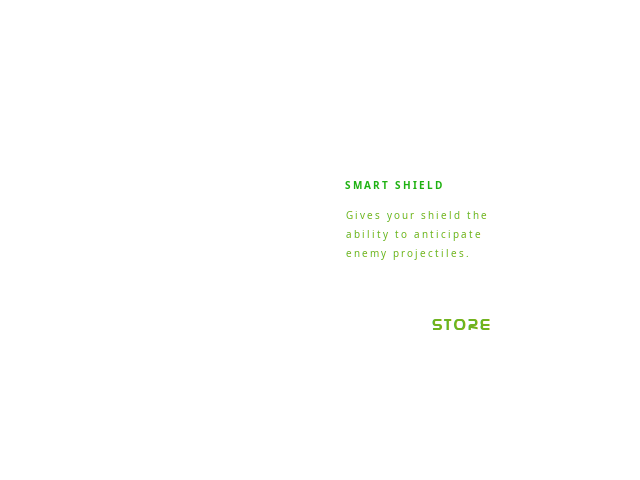 SMART SHIELD
Gives your shield the
ability to anticipate
enemy projectiles.
STORE